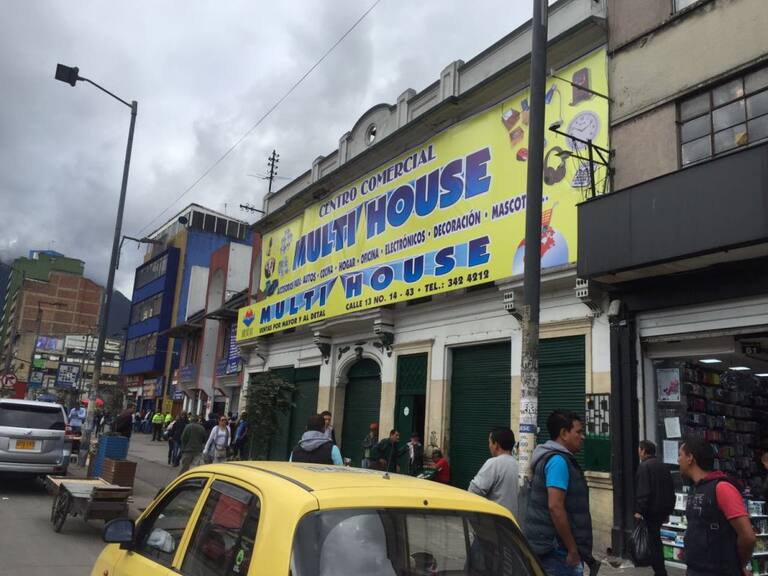 CENTRO COMERCIAL
MULTI HOUSE
ACCESORIOS PARA: AUTOS • COCINA • HOGAR • OFICINA • ELECTRÓNICOS • DECORACIÓN • MASCOT
MULTI HOUSE
VENTAS POR MAYOR Y AL DETAL
CALLE 13 NO. 14 - 43 • TEL.: 342 4212